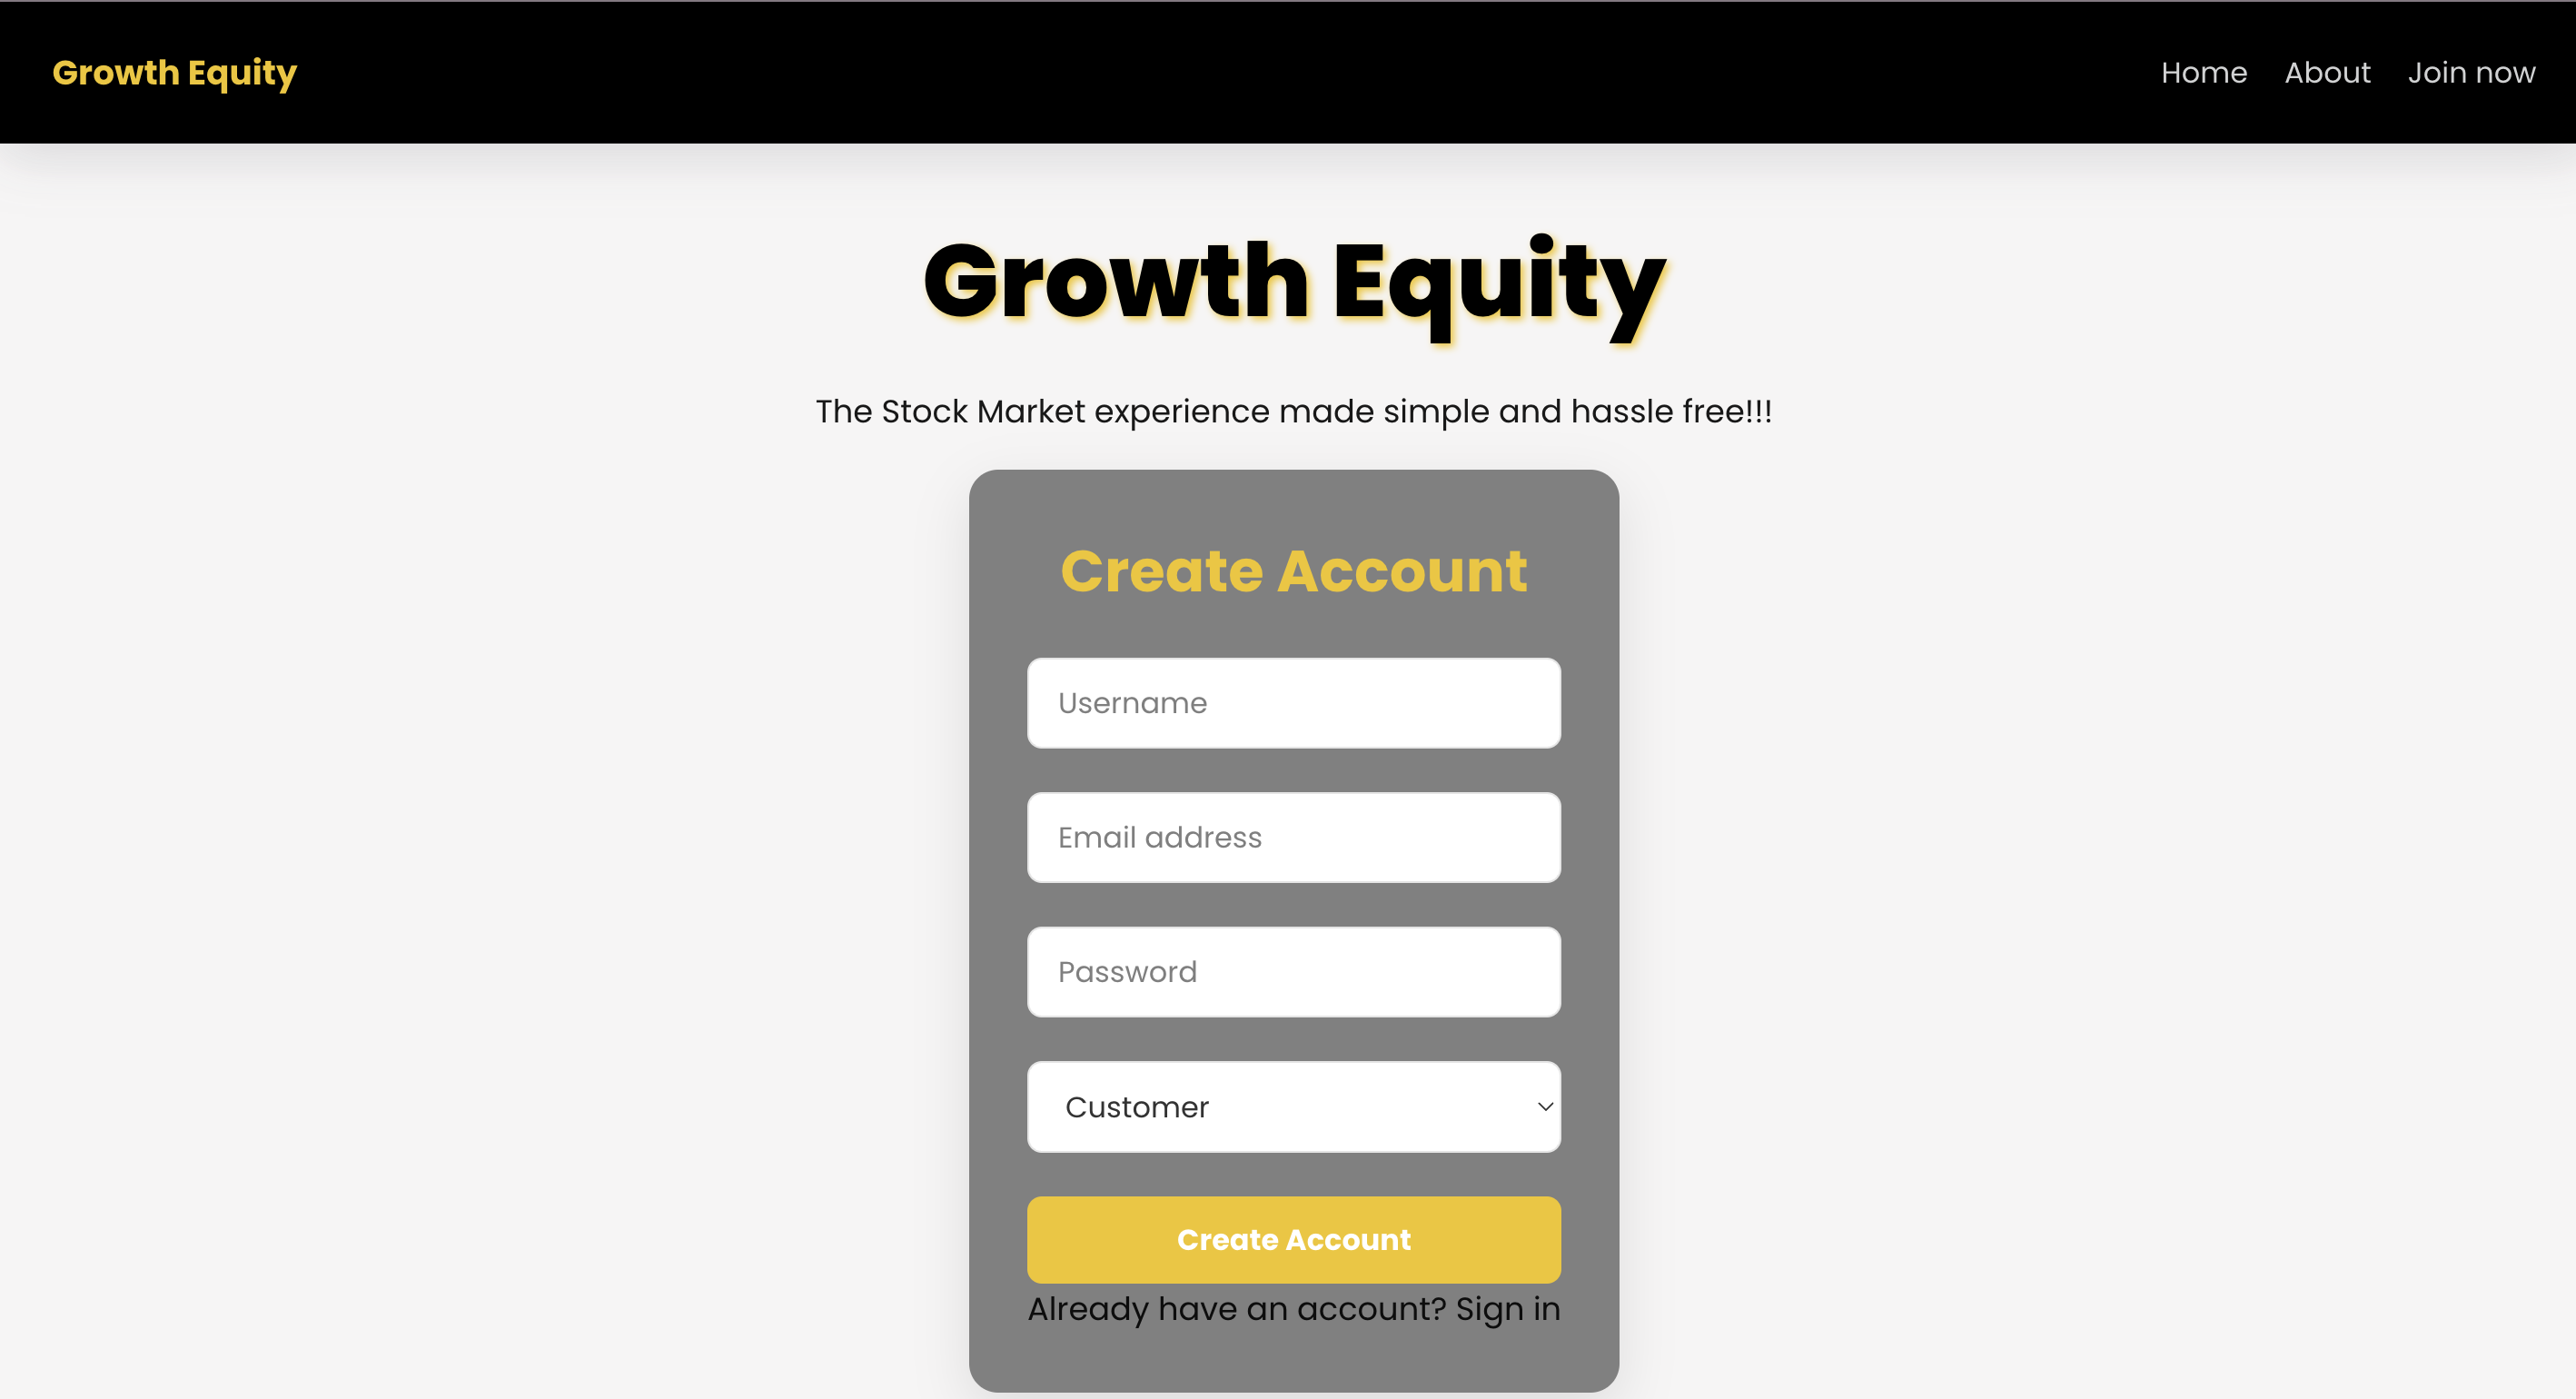 Growth Equity
Home About Join now
Growth Equity
The Stock Market experience made simple and hassle free!!!
Create Account
Username
Email address
Password
Customer
Create Account
Already have an account? Sign in